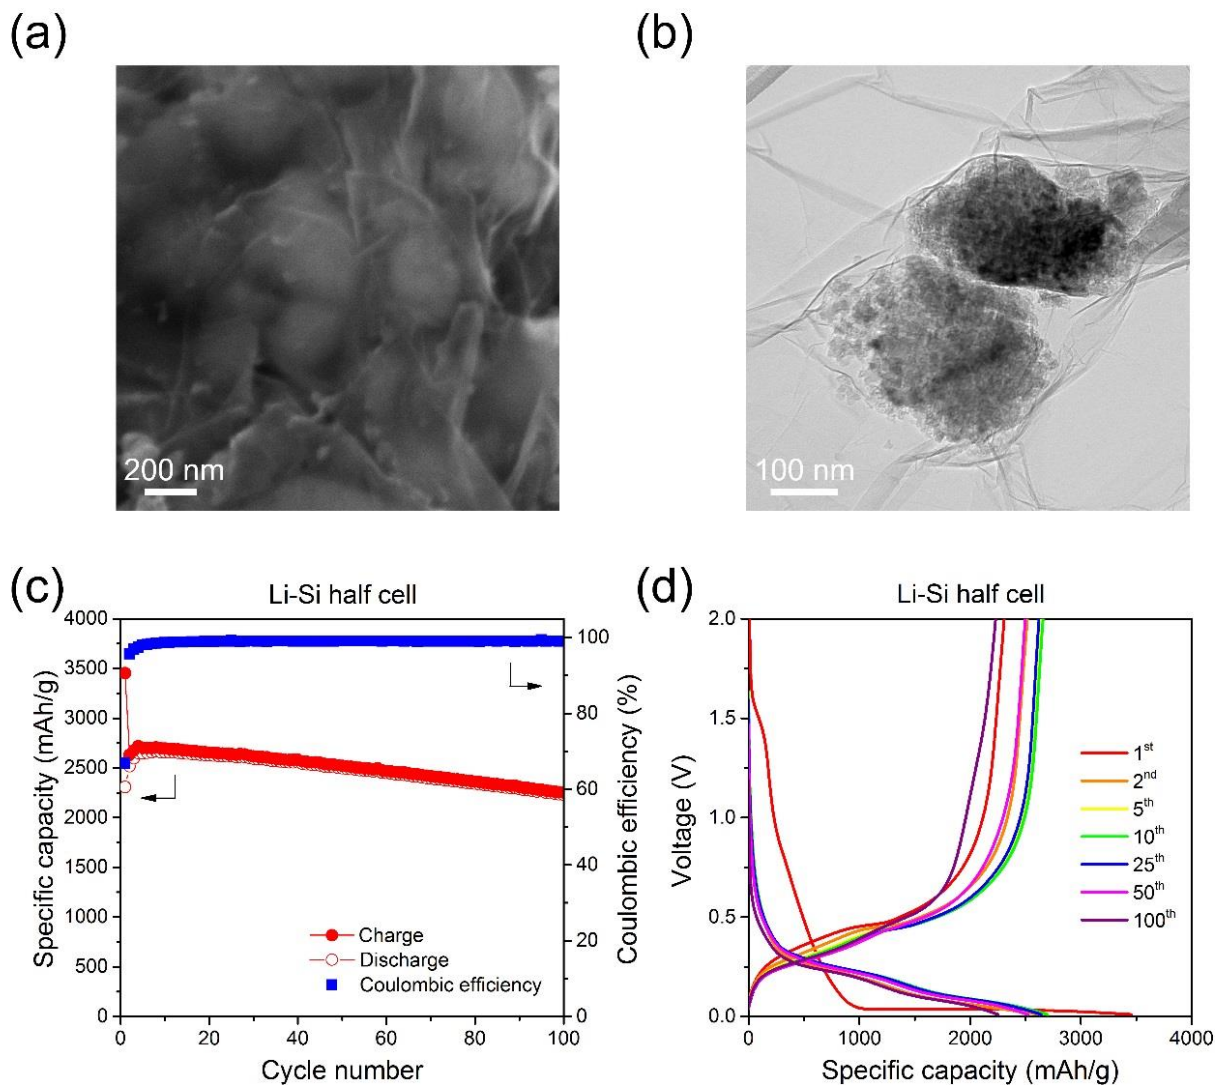 (a)
(b)
200 nm
100 nm
(c)
Li-Si half cell
Specific capacity (mAh/g)
4000
3500
3000
2500
2000
1500
1000
500
0
Charge
Discharge
Coulombic efficiency
100
80
60
40
20
0
Coulombic efficiency (%)
0 20 40 60 80 100
Cycle number
(d)
Li-Si half cell
Voltage (V)
2.0
1.5
1.0
0.5
0.0
1st
2nd
5th
10th
25th
50th
100th
0 1000 2000 3000 4000
Specific capacity (mAh/g)